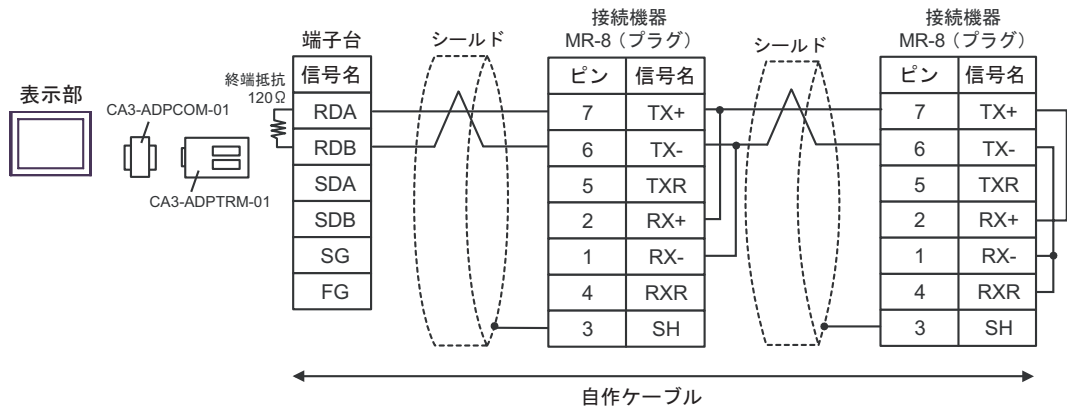 表示部
CA3-ADPCOM-01
CA3-ADPTRM-01
終端抵抗
120Ω
端子台
信号名
RDA
RDB
SDA
SDB
SG
FG
シールド
接続機器
MR-8（プラグ）
ピン 信号名
7 TX+
6 TX-
5 TXR
2 RX+
1 RX-
4 RXR
3 SH
シールド
接続機器
MR-8（プラグ）
ピン 信号名
7 TX+
6 TX-
5 TXR
2 RX+
1 RX-
4 RXR
3 SH
自作ケーブル